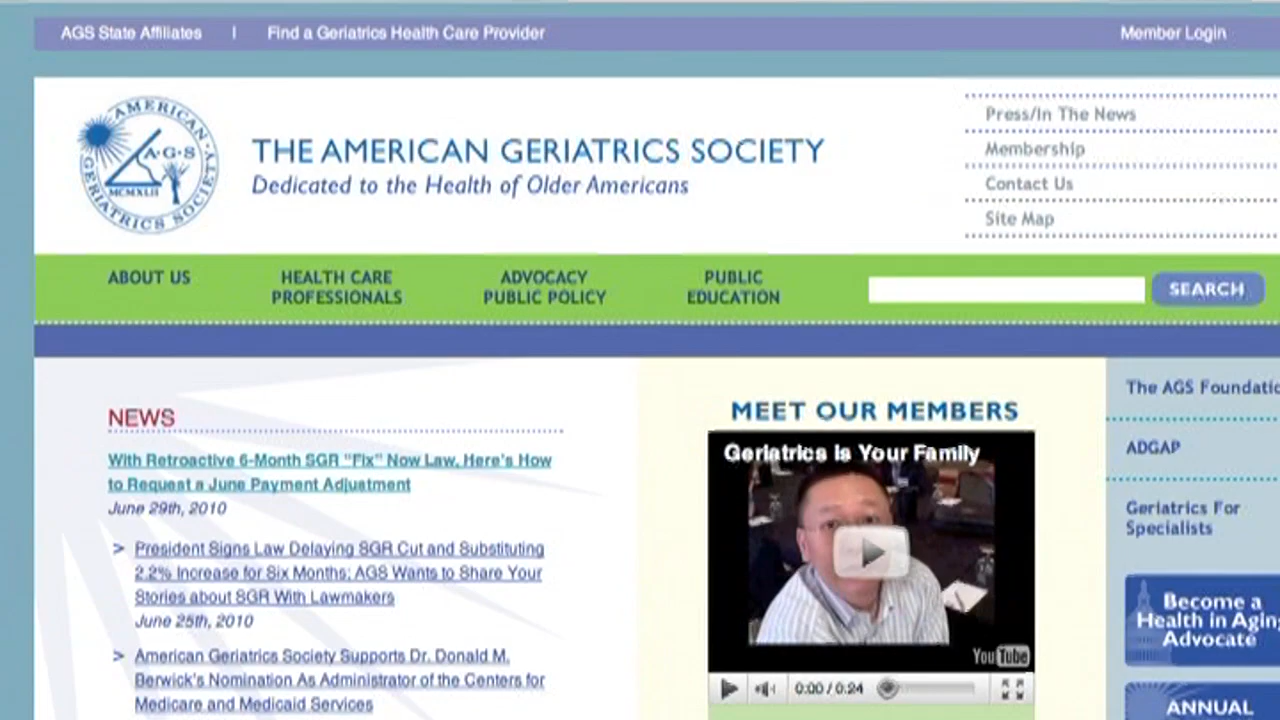 AGS State Affiliates | Find a Geriatrics Health Care Provider Member Login
AMERICAN GERIATRICS SOCIETY
A·G·S
MCMXLII
THE AMERICAN GERIATRICS SOCIETY
Dedicated to the Health of Older Americans
Press/In The News
Membership
Contact Us
Site Map
ABOUT US
HEALTH CARE
PROFESSIONALS
ADVOCACY
PUBLIC POLICY
PUBLIC
EDUCATION
SEARCH
NEWS
With Retroactive 6-Month SGR "Fix" Now Law, Here's How
to Request a June Payment Adjustment
June 29th, 2010
> President Signs Law Delaying SGR Cut and Substituting
2.2% Increase for Six Months; AGS Wants to Share Your
Stories about SGR With Lawmakers
June 25th, 2010
> American Geriatrics Society Supports Dr. Donald M.
Berwick's Nomination As Administrator of the Centers for
Medicare and Medicaid Services
MEET OUR MEMBERS
Geriatrics is Your Family
YouTube
0:00 / 0:24
The AGS Foundatio
ADGAP
Geriatrics For
Specialists
Become a
Health in Aging
Advocate
ANNUAL